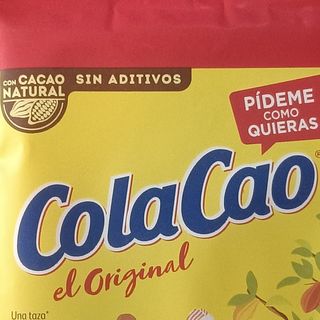 CON CACAO
NATURAL
SIN ADITIVOS
PÍDEME
COMO
QUIERAS
ColaCao
el Original
Una taza*